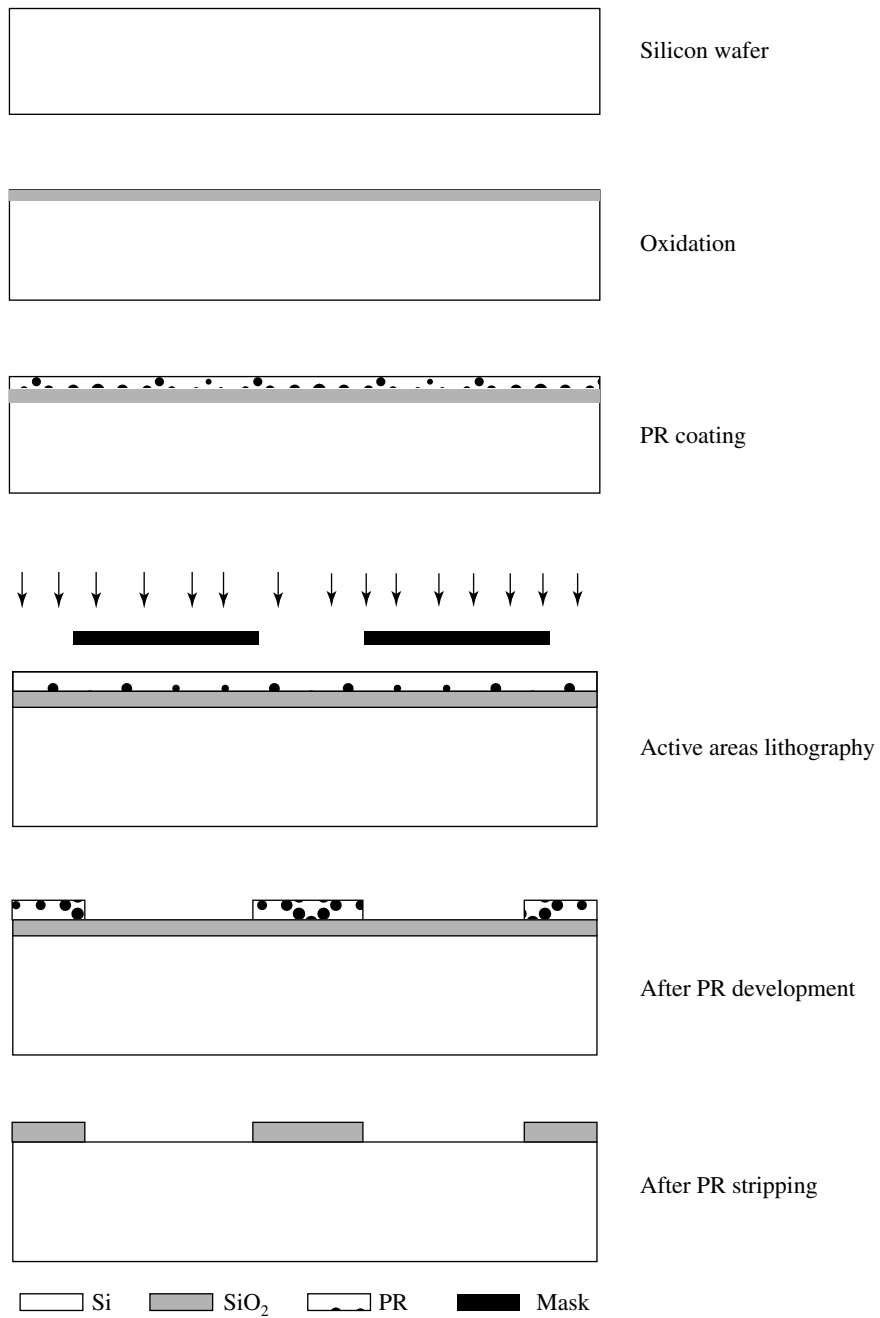 Silicon wafer
Oxidation
PR coating
Active areas lithography
After PR development
After PR stripping
Si SiO₂ PR Mask